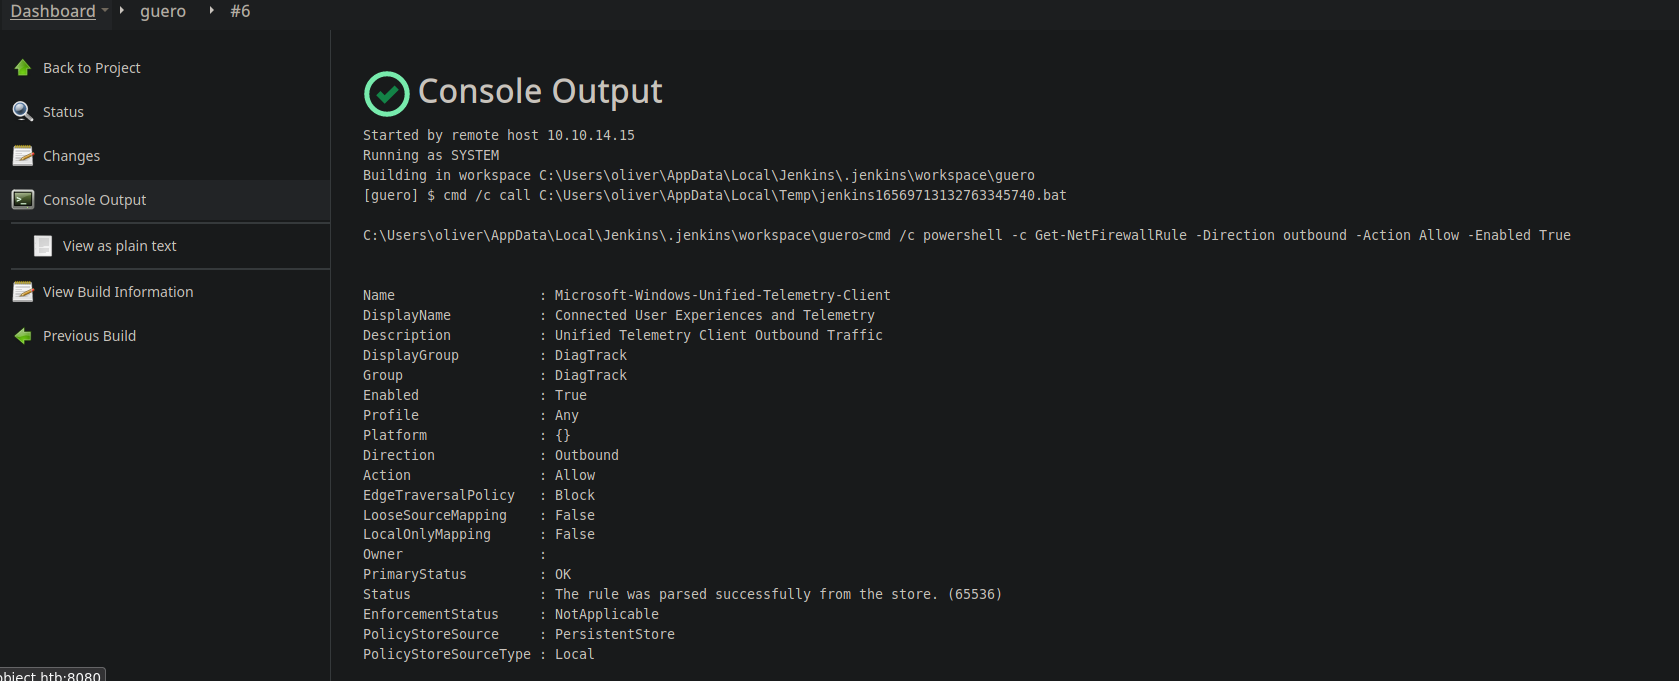 Dashboard guero #6
Back to Project
Status
Changes
Console Output
View as plain text
View Build Information
Previous Build
Console Output
Started by remote host 10.10.14.15
Running as SYSTEM
Building in workspace C:\Users\oliver\AppData\Local\Jenkins\.jenkins\workspace\guero
[guero] $ cmd /c call C:\Users\oliver\AppData\Local\Temp\jenkins16569713132763345740.bat
C:\Users\oliver\AppData\Local\Jenkins\.jenkins\workspace\guero>cmd /c powershell -c Get-NetFirewallRule -Direction outbound -Action Allow -Enabled True
Name : Microsoft-Windows-Unified-Telemetry-Client
DisplayName : Connected User Experiences and Telemetry
Description : Unified Telemetry Client Outbound Traffic
DisplayGroup : DiagTrack
Group : DiagTrack
Enabled : True
Profile : Any
Platform : {}
Direction : Outbound
Action : Allow
EdgeTraversalPolicy : Block
LooseSourceMapping : False
LocalOnlyMapping : False
Owner :
PrimaryStatus : OK
Status : The rule was parsed successfully from the store. (65536)
EnforcementStatus : NotApplicable
PolicyStoreSource : PersistentStore
PolicyStoreSourceType : Local
object.htb:8080